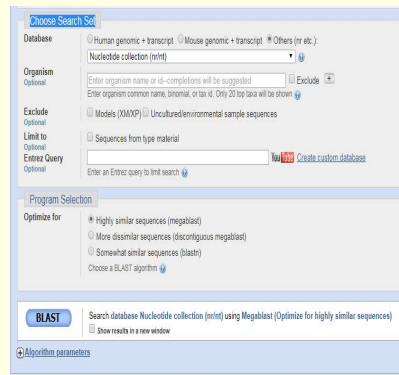 Choose Search Set
Database
Human genomic + transcript Mouse genomic + transcript Others (nr etc.):
Nucleotide collection (nr/nt)
Organism
Optional
Enter organism name or id--completions will be suggested Exclude +
Enter organism common name, binomial, or tax id. Only 20 top taxa will be shown
Exclude
Optional
Models (XM/XP) Uncultured/environmental sample sequences
Limit to
Optional
Sequences from type material
Entrez Query
Optional
YouTube Create custom database
Enter an Entrez query to limit search
Program Selection
Optimize for
Highly similar sequences (megablast)
More dissimilar sequences (discontiguous megablast)
Somewhat similar sequences (blastn)
Choose a BLAST algorithm
BLAST
Search database Nucleotide collection (nr/nt) using Megablast (Optimize for highly similar sequences)
Show results in a new window
+ Algorithm parameters